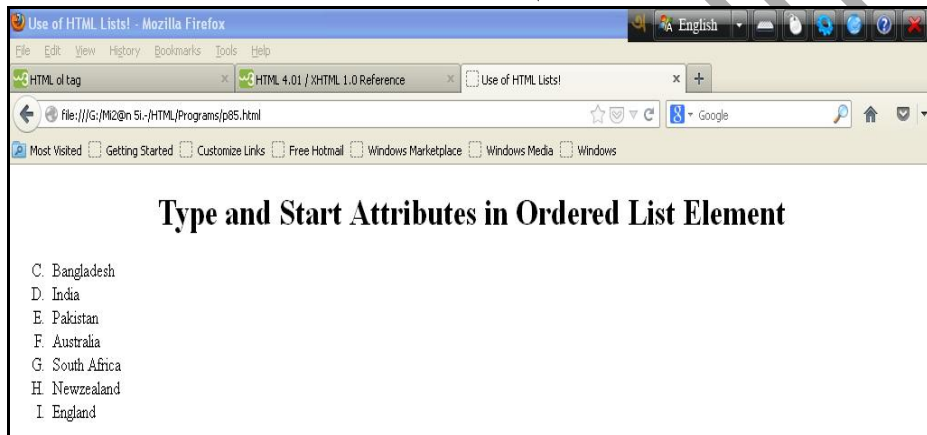 Use of HTML Lists! - Mozilla Firefox
অ English
File Edit View History Bookmarks Tools Help
HTML ol tag
HTML 4.01 / XHTML 1.0 Reference
Use of HTML Lists!
file:///G:/Mi2@n 5i.-/HTML/Programs/p85.html
Google
Most Visited Getting Started Customize Links Free Hotmail Windows Marketplace Windows Media Windows
Type and Start Attributes in Ordered List Element
C. Bangladesh
D. India
E. Pakistan
F. Australia
G. South Africa
H. Newzealand
I. England